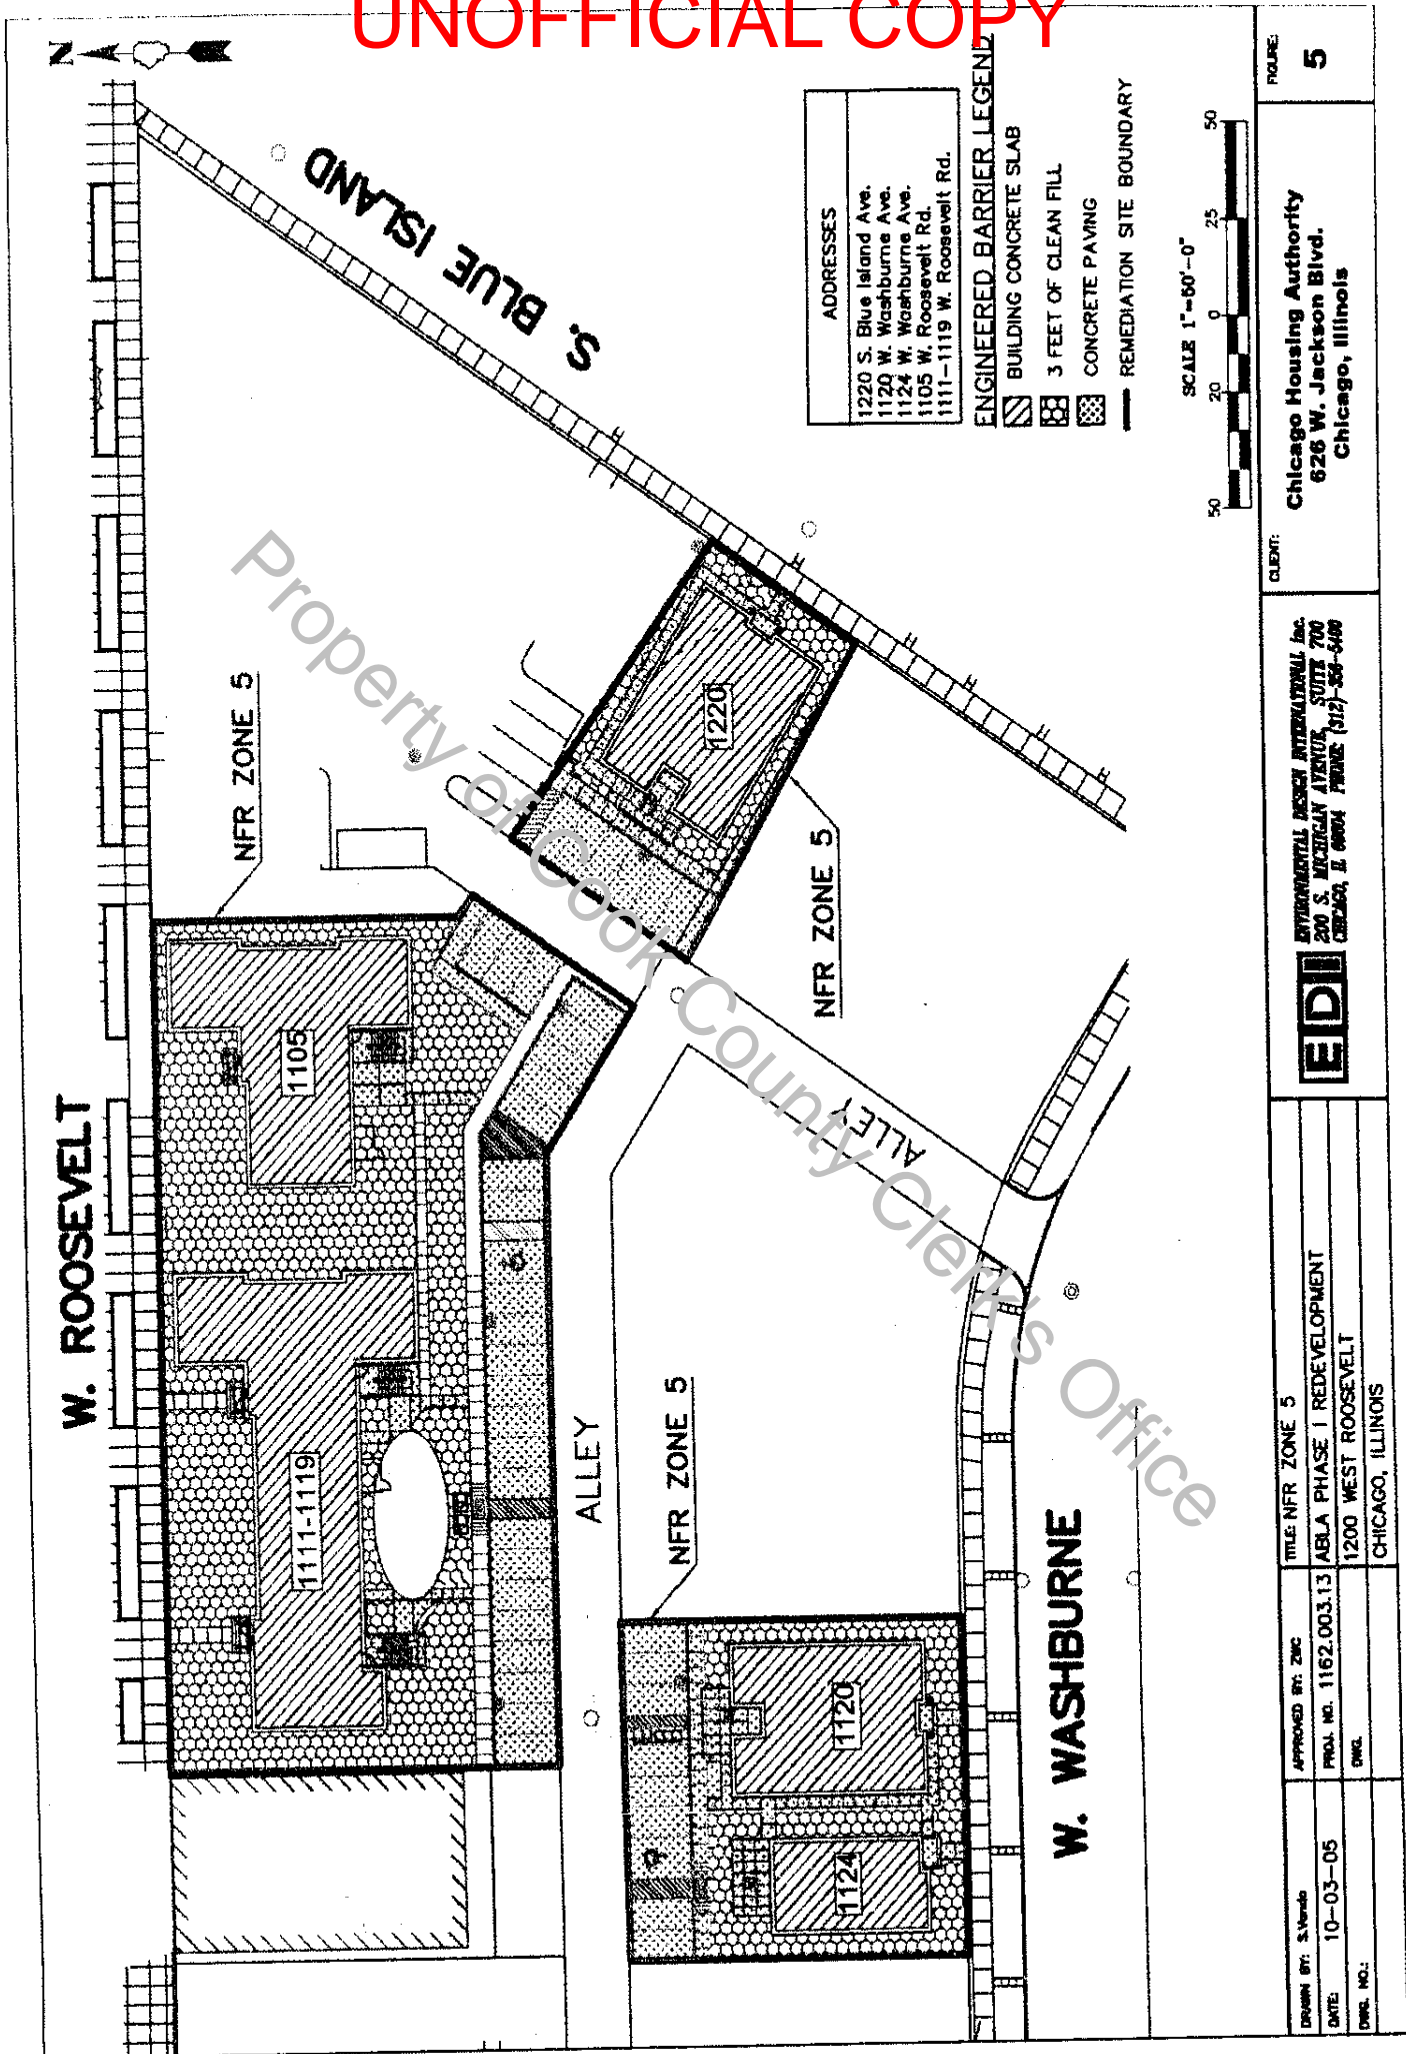 UNOFFICIAL COPY
N
W. ROOSEVELT
S. BLUE ISLAND
NFR ZONE 5
1111-1119
1105
1220
ALLEY
NFR ZONE 5
ALLEY
NFR ZONE 5
1124
1120
W. WASHBURNE
ADDRESSES
1220 S. Blue Island Ave.
1120 W. Washburne Ave.
1124 W. Washburne Ave.
1105 W. Roosevelt Rd.
1111-1119 W. Roosevelt Rd.
ENGINEERED BARRIER LEGEND
BUILDING CONCRETE SLAB
3 FEET OF CLEAN FILL
CONCRETE PAVING
REMEDIATION SITE BOUNDARY
SCALE 1"=50'-0"
50 20 0 25 50
Property of Cook County Clerk's Office
DRAWN BY: S.Vando
APPROVED BY: ZWC
TITLE: NFR ZONE 5
DATE: 10-03-05
PROJ. NO. 1162.003.13
ABLA PHASE I REDEVELOPMENT
1200 WEST ROOSEVELT
CHICAGO, ILLINOIS
DWG. NO.:
DWG.
EDI
ENVIRONMENTAL DESIGN INTERNATIONAL inc.
200 S. MICHIGAN AVENUE, SUITE 700
CHICAGO, IL 60604 PHONE: (312)-356-5400
CLIENT:
Chicago Housing Authority
626 W. Jackson Blvd.
Chicago, Illinois
FIGURE:
5